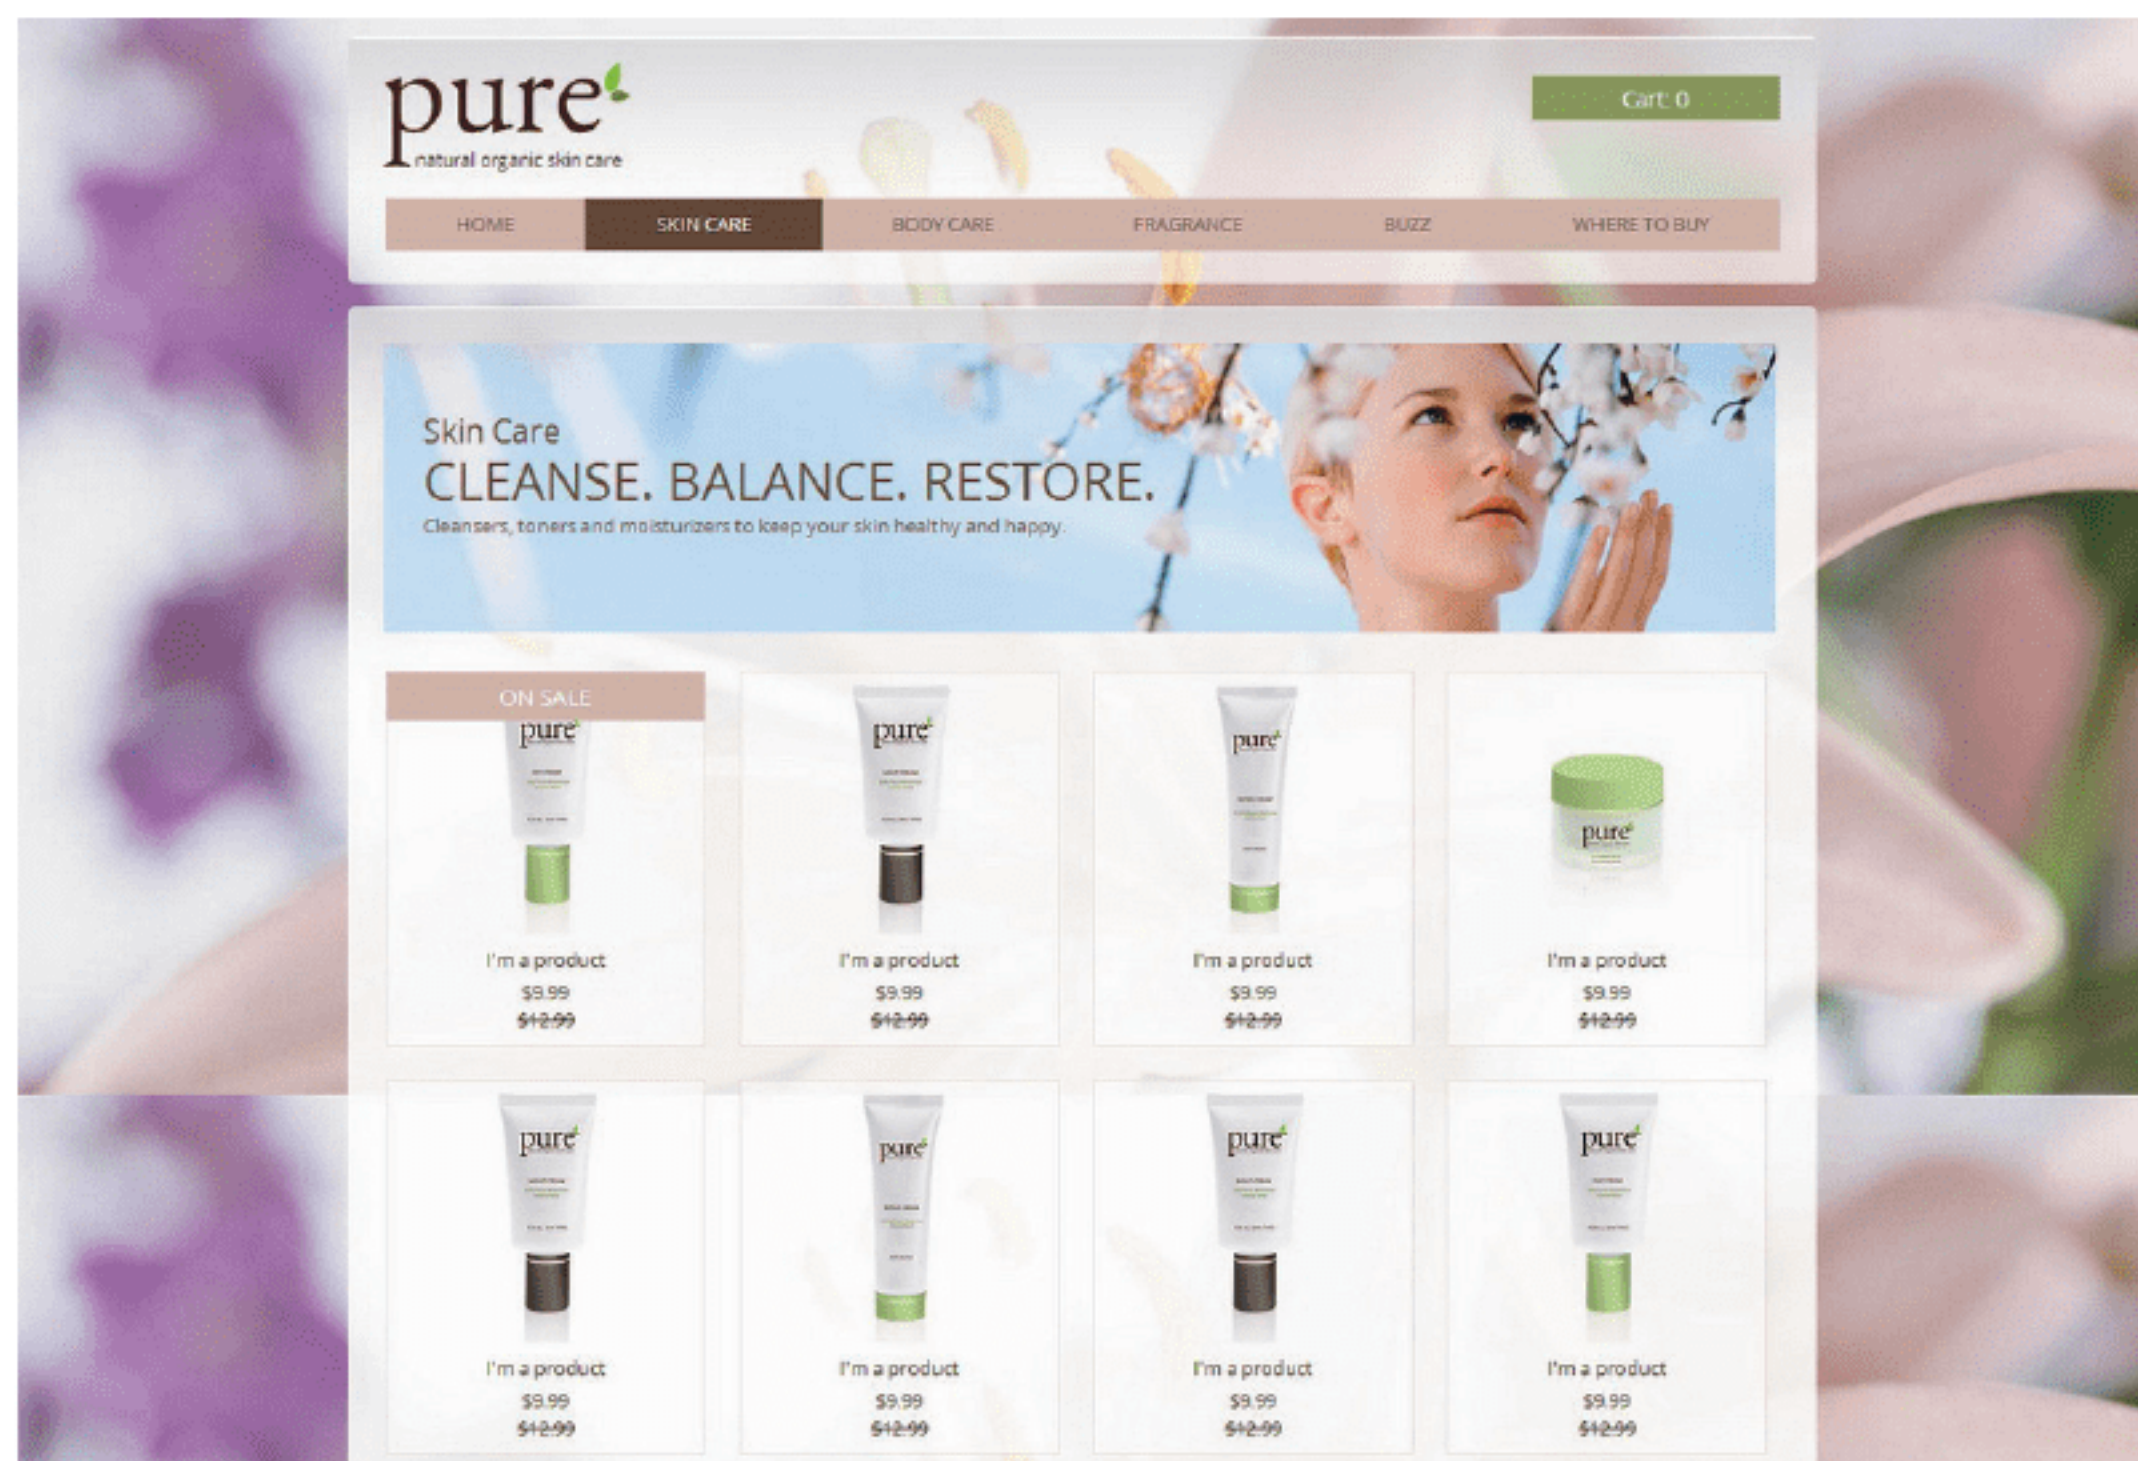 pure
natural organic skin care
Cart: 0
HOME SKIN CARE BODY CARE FRAGRANCE BUZZ WHERE TO BUY
Skin Care
CLEANSE. BALANCE. RESTORE.
Cleansers, toners and moisturizers to keep your skin healthy and happy.
ON SALE
pure pure pure pure
I'm a product I'm a product I'm a product I'm a product
$9.99 $9.99 $9.99 $9.99
$12.99 $12.99 $12.99 $12.99
pure pure pure pure
I'm a product I'm a product I'm a product I'm a product
$9.99 $9.99 $9.99 $9.99
$12.99 $12.99 $12.99 $12.99